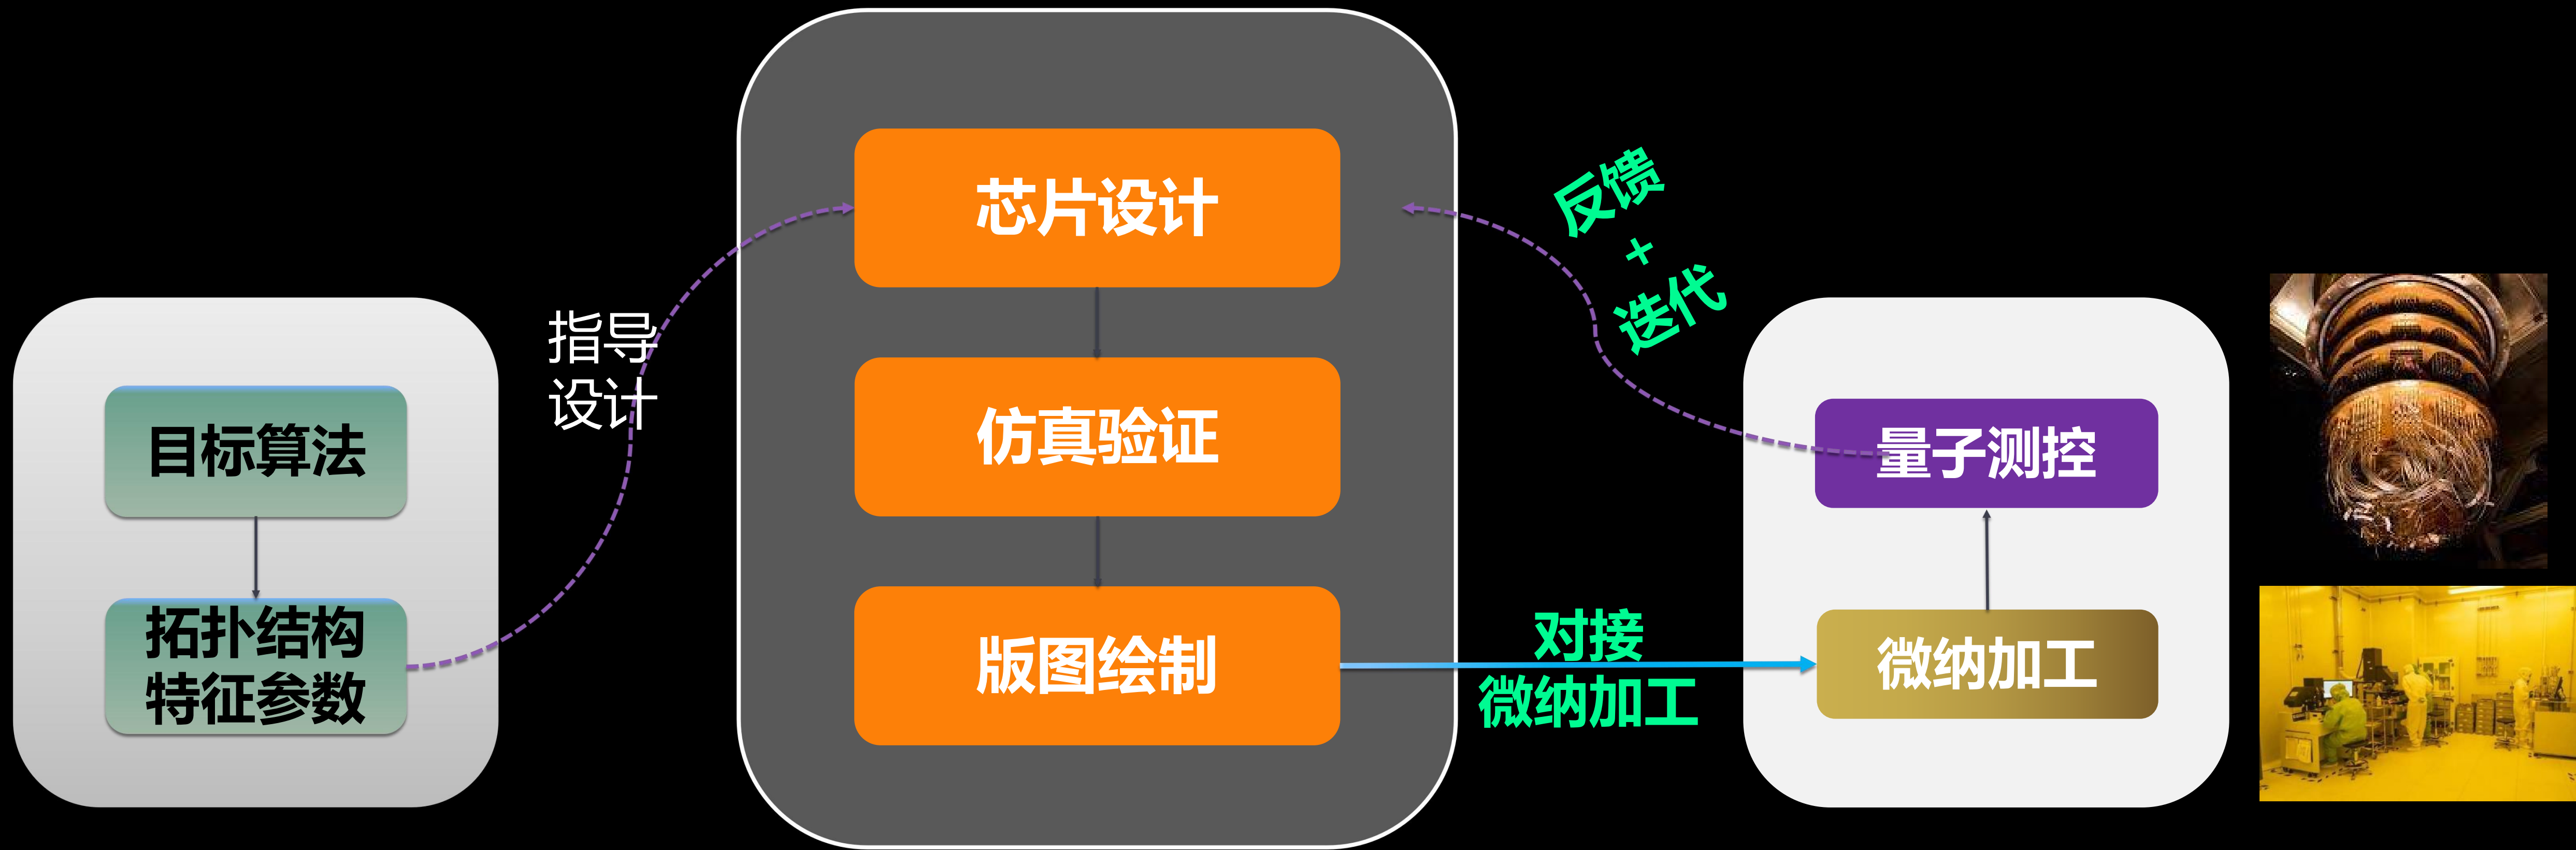 目标算法
拓扑结构
特征参数
指导
设计
芯片设计
仿真验证
版图绘制
反馈
+
迭代
对接
微纳加工
量子测控
微纳加工